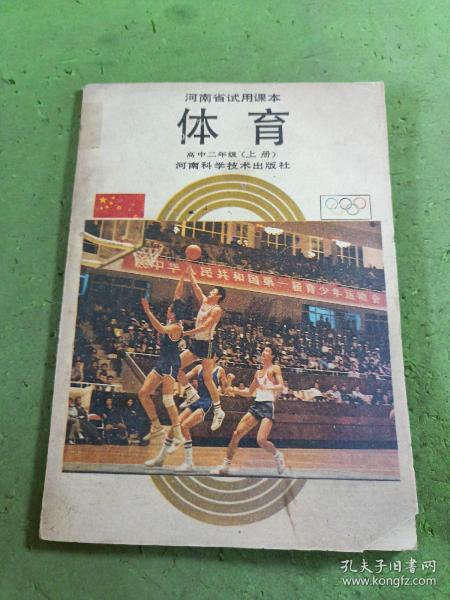 河南省试用课本
体育
高中二年级(上册)
河南科学技术出版社
中华人民共和国第一届青少年运动会
孔夫子旧书网
www.kongfz.com